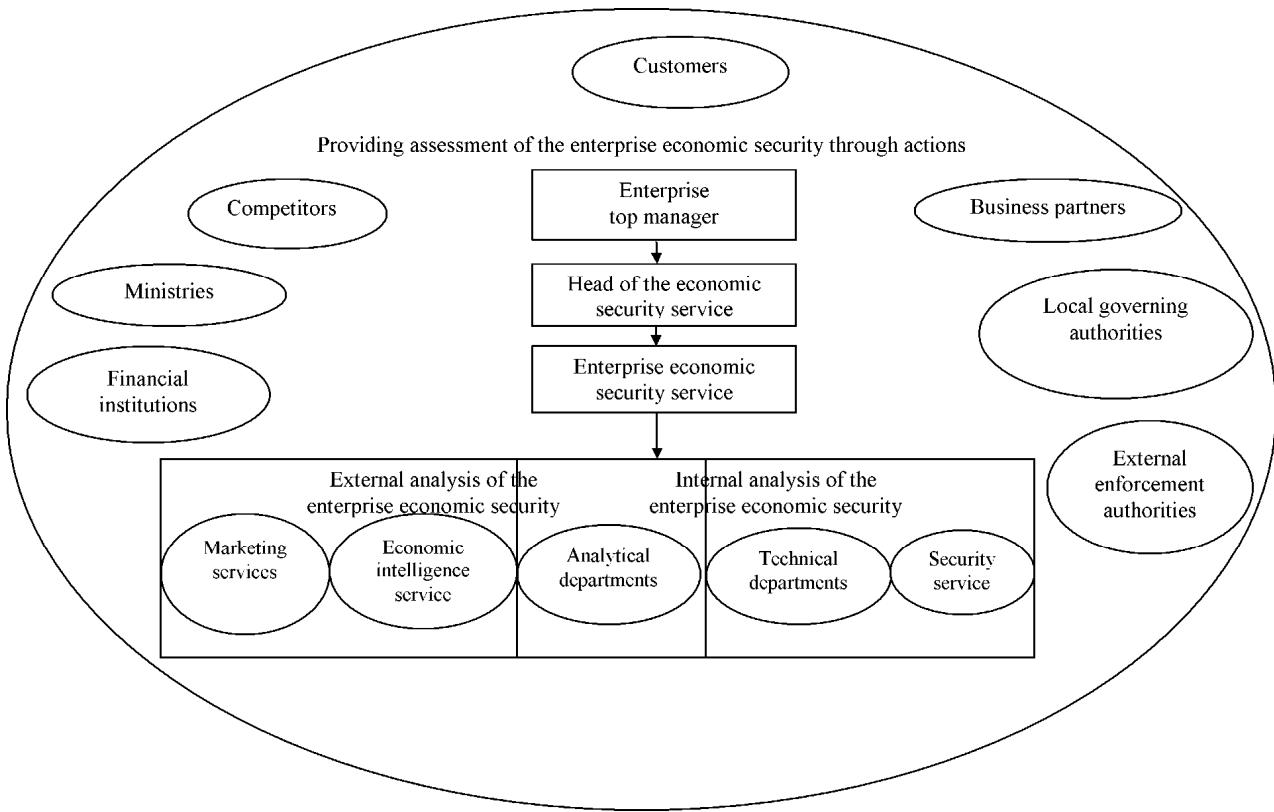 Customers
Providing assessment of the enterprise economic security through actions
Enterprise
top manager
Competitors
Business partners
Ministries
Head of the economic
security service
Local governing
authorities
Financial
institutions
Enterprise economic
security service
External
enforcement
authorities
External analysis of the
enterprise economic security
Internal analysis of the
enterprise economic security
Marketing
services
Economic
intelligence
service
Analytical
departments
Technical
departments
Security
service